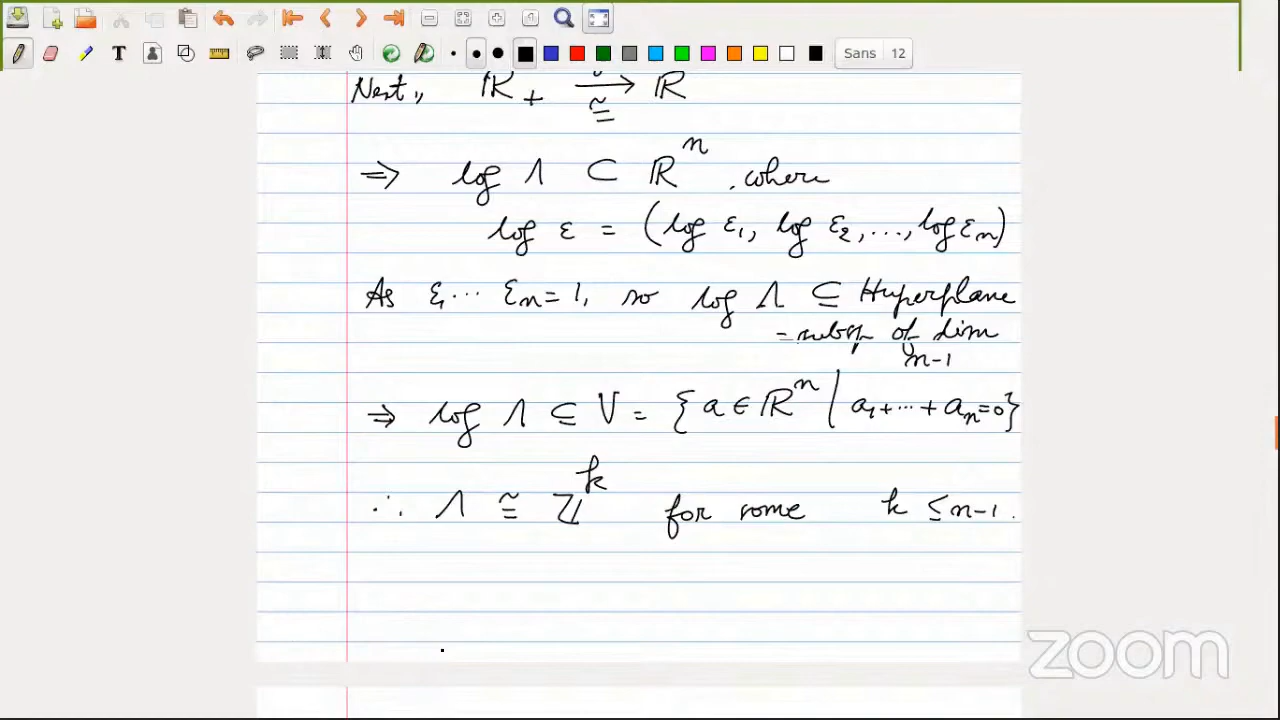 Sans 12
Next, ℝ₊ ≅→ ℝ
⇒ log Λ ⊂ ℝⁿ, where
log ε = (log ε₁, log ε₂, ..., log εₙ)
As ε₁ ··· εₙ = 1, so log Λ ⊆ Hyperplane
= subsp of dim
n-1
⇒ log Λ ⊆ V = {a ∈ ℝⁿ | a₁ + ··· + aₙ = 0}
∴ Λ ≅ ℤᵏ for some k ≤ n-1.
zoom